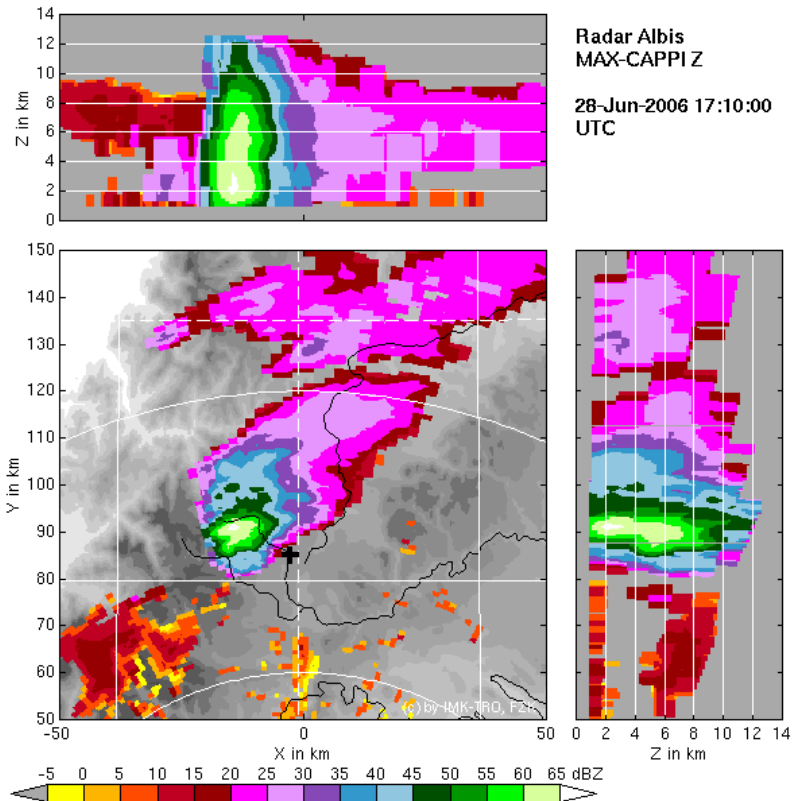 14
12
10
8
6
4
2
0
Z in km
Radar Albis
MAX-CAPPI Z
28-Jun-2006 17:10:00
UTC
150
140
130
120
110
100
90
80
70
60
50
Y in km
(c) by IMK-TRO, FZK
-50 0 50
X in km
0 2 4 6 8 10 12 14
Z in km
-5 0 5 10 15 20 25 30 35 40 45 50 55 60 65 dBZ